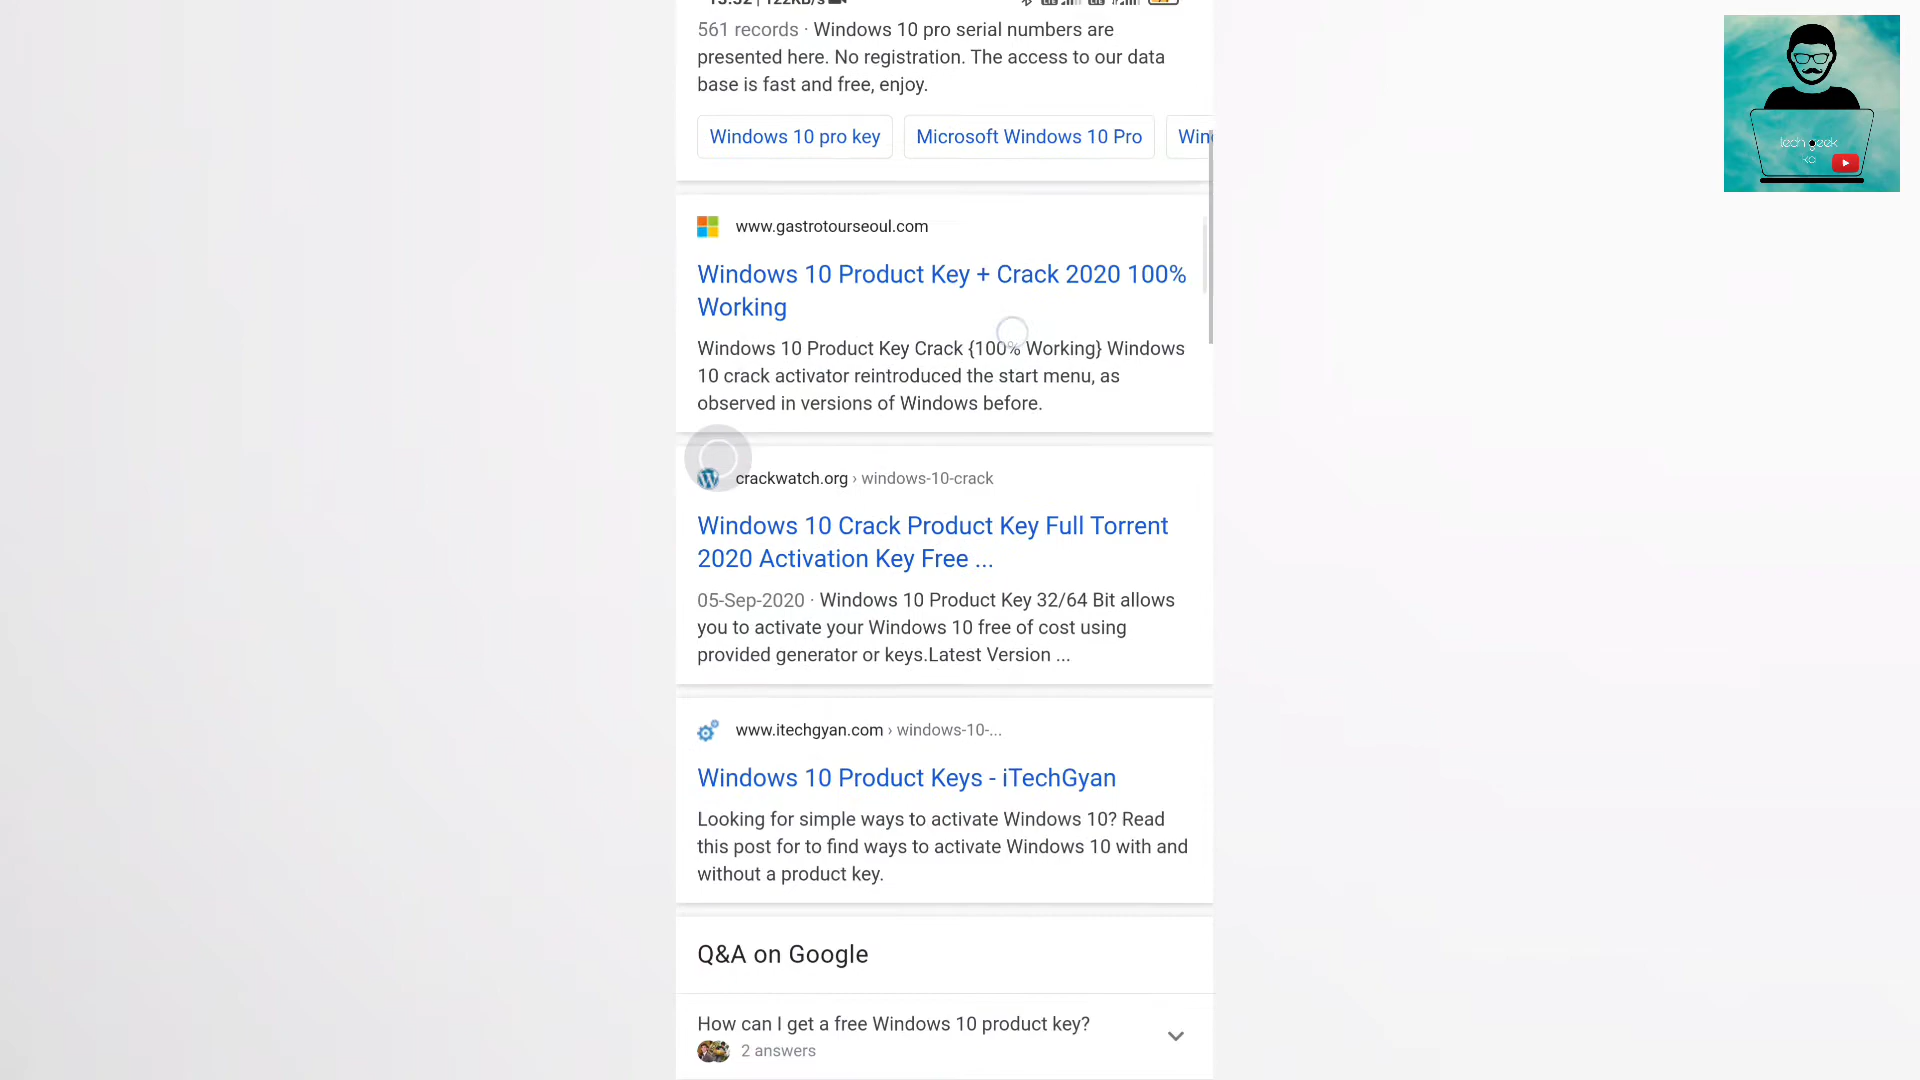 561 records · Windows 10 pro serial numbers are
presented here. No registration. The access to our data
base is fast and free, enjoy.
Windows 10 pro key
Microsoft Windows 10 Pro
www.gastrotourseoul.com
Windows 10 Product Key + Crack 2020 100%
Working
Windows 10 Product Key Crack {100% Working} Windows
10 crack activator reintroduced the start menu, as
observed in versions of Windows before.
crackwatch.org › windows-10-crack
Windows 10 Crack Product Key Full Torrent
2020 Activation Key Free ...
05-Sep-2020 · Windows 10 Product Key 32/64 Bit allows
you to activate your Windows 10 free of cost using
provided generator or keys.Latest Version ...
www.itechgyan.com › windows-10-...
Windows 10 Product Keys - iTechGyan
Looking for simple ways to activate Windows 10? Read
this post for to find ways to activate Windows 10 with and
without a product key.
Q&A on Google
How can I get a free Windows 10 product key?
2 answers
tech geek
ka